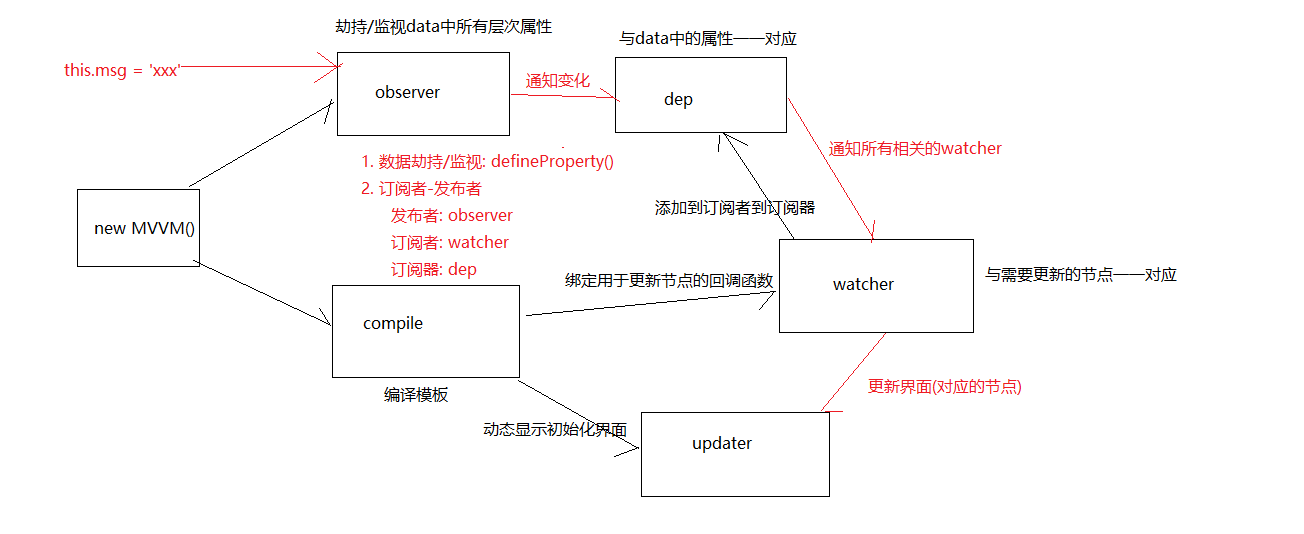 劫持/监视data中所有层次属性
与data中的属性一一对应
this.msg = 'xxx'
observer
通知变化
dep
通知所有相关的watcher
1. 数据劫持/监视: defineProperty()
2. 订阅者-发布者
发布者: observer
订阅者: watcher
订阅器: dep
new MVVM()
添加到订阅者到订阅器
绑定用于更新节点的回调函数
watcher
与需要更新的节点一一对应
compile
编译模板
更新界面(对应的节点)
动态显示初始化界面
updater